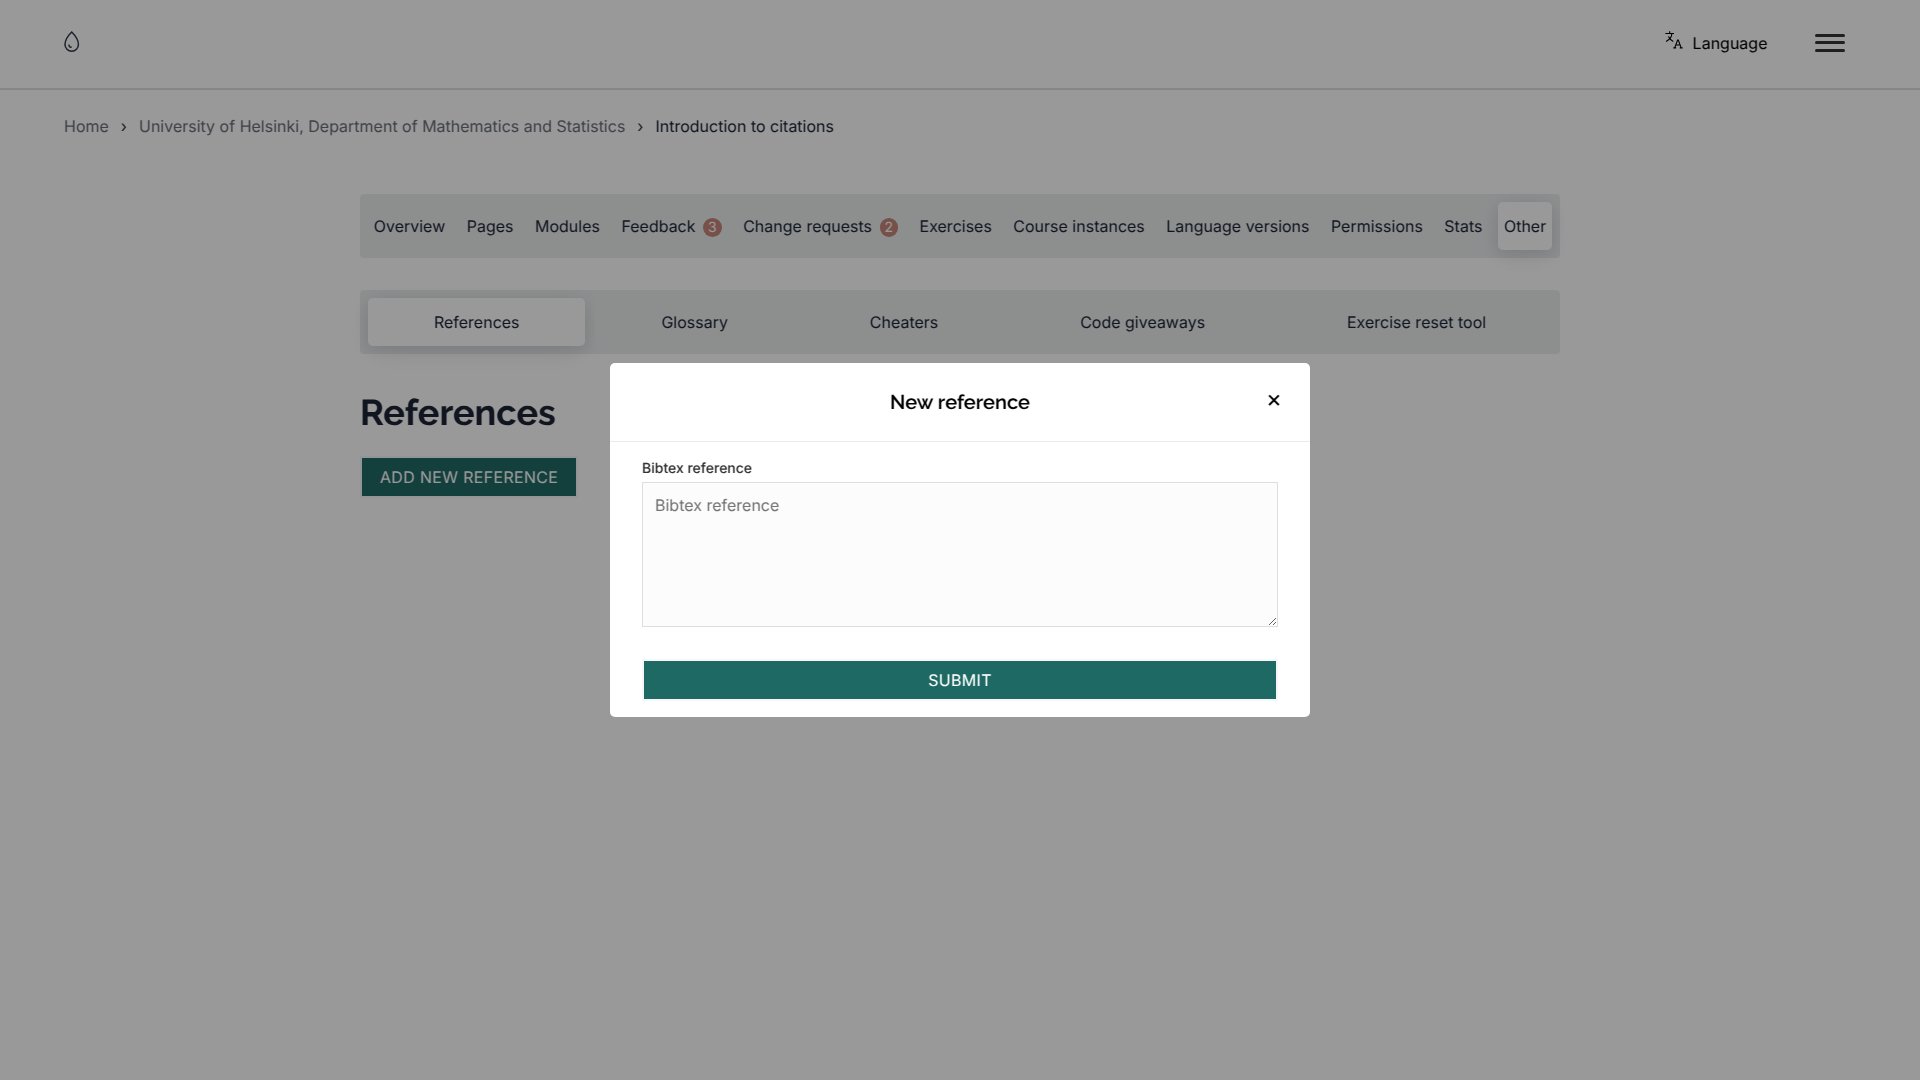 Language
Home › University of Helsinki, Department of Mathematics and Statistics › Introduction to citations
Overview Pages Modules Feedback 3 Change requests 2 Exercises Course instances Language versions Permissions Stats Other
References Glossary Cheaters Code giveaways Exercise reset tool
References
ADD NEW REFERENCE
New reference ×
Bibtex reference
Bibtex reference
SUBMIT